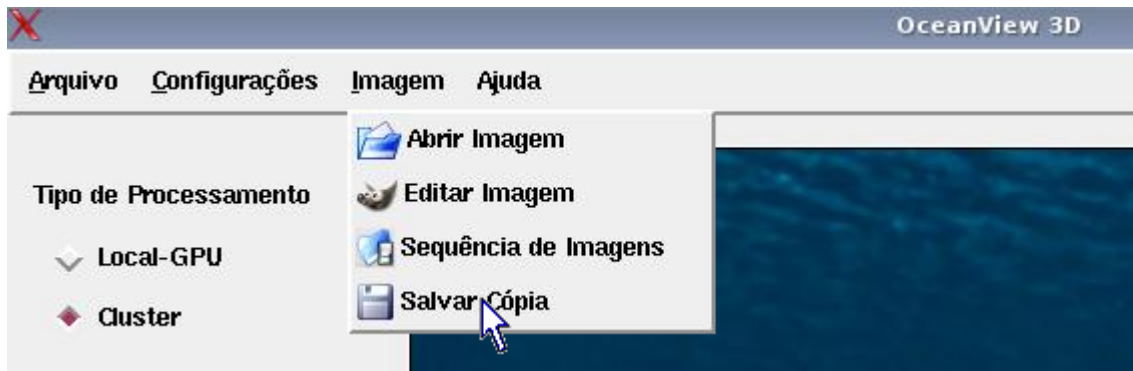 OceanView 3D
Arquivo Configurações Imagem Ajuda
Abrir Imagem
Editar Imagem
Sequência de Imagens
Salvar Cópia
Tipo de Processamento
Local-GPU
Cluster